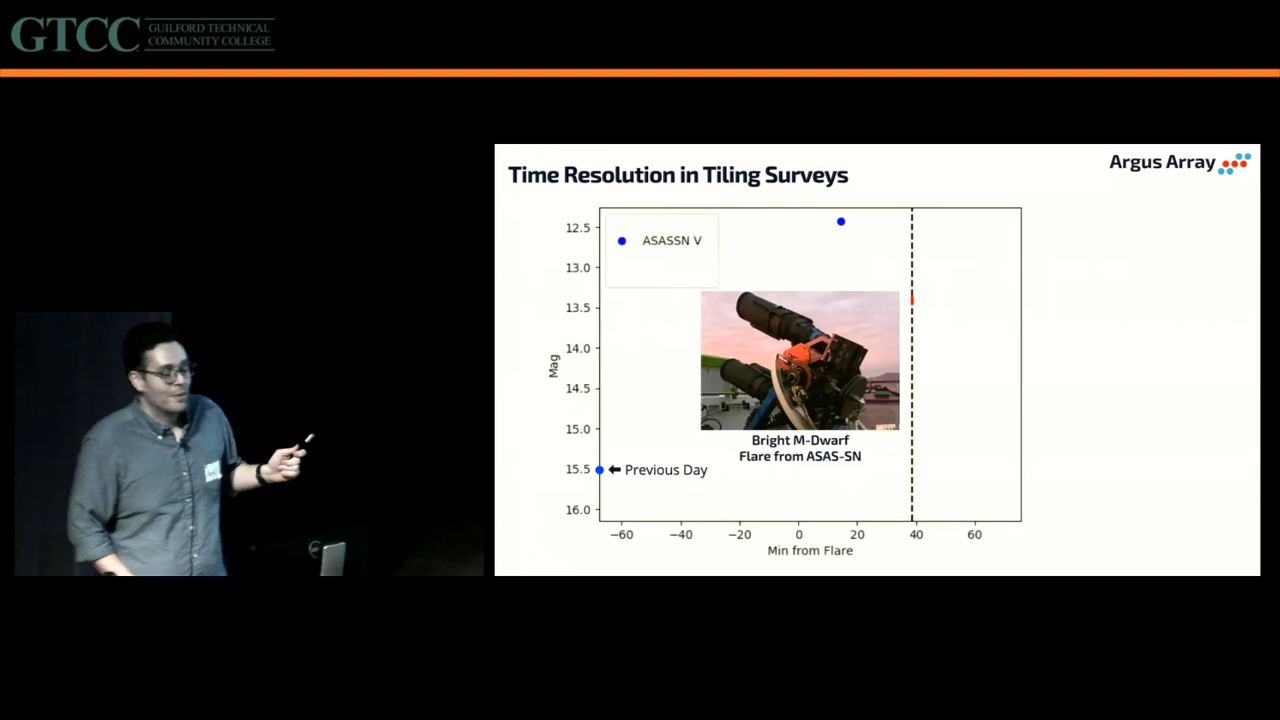 GTCC GUILFORD TECHNICAL
COMMUNITY COLLEGE
Time Resolution in Tiling Surveys
Argus Array
12.5
13.0
13.5
14.0
14.5
15.0
15.5
16.0
Mag
ASASSN V
Bright M-Dwarf
Flare from ASAS-SN
Previous Day
−60 −40 −20 0 20 40 60
Min from Flare